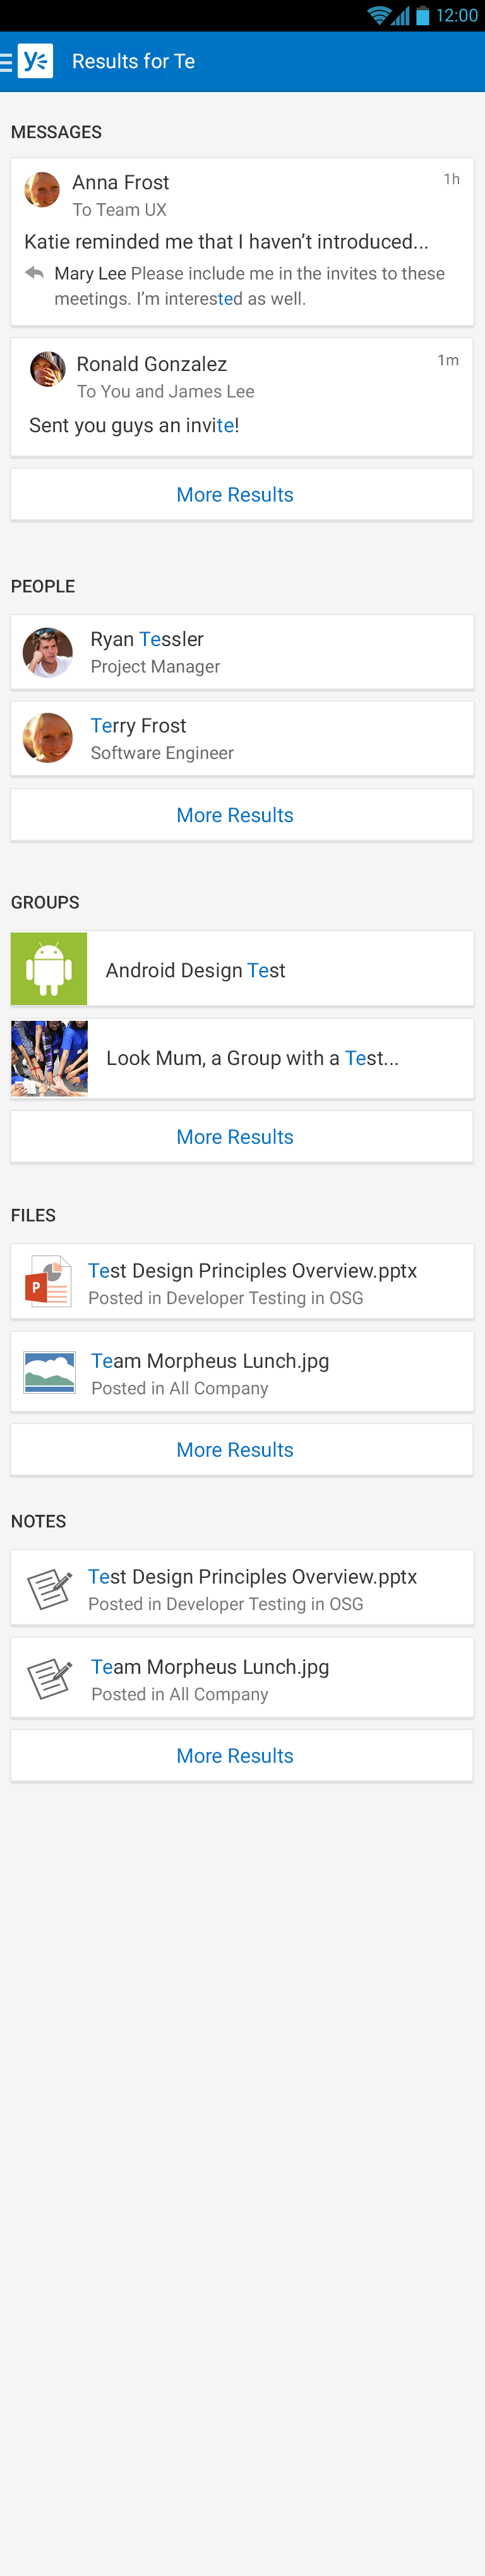 12:00
Results for Te
MESSAGES
Anna Frost
1h
To Team UX
Katie reminded me that I haven’t introduced...
Mary Lee Please include me in the invites to these
meetings. I’m interested as well.
Ronald Gonzalez
1m
To You and James Lee
Sent you guys an invite!
More Results
PEOPLE
Ryan Tessler
Project Manager
Terry Frost
Software Engineer
More Results
GROUPS
Android Design Test
Look Mum, a Group with a Test...
More Results
FILES
P
Test Design Principles Overview.pptx
Posted in Developer Testing in OSG
Team Morpheus Lunch.jpg
Posted in All Company
More Results
NOTES
Test Design Principles Overview.pptx
Posted in Developer Testing in OSG
Team Morpheus Lunch.jpg
Posted in All Company
More Results